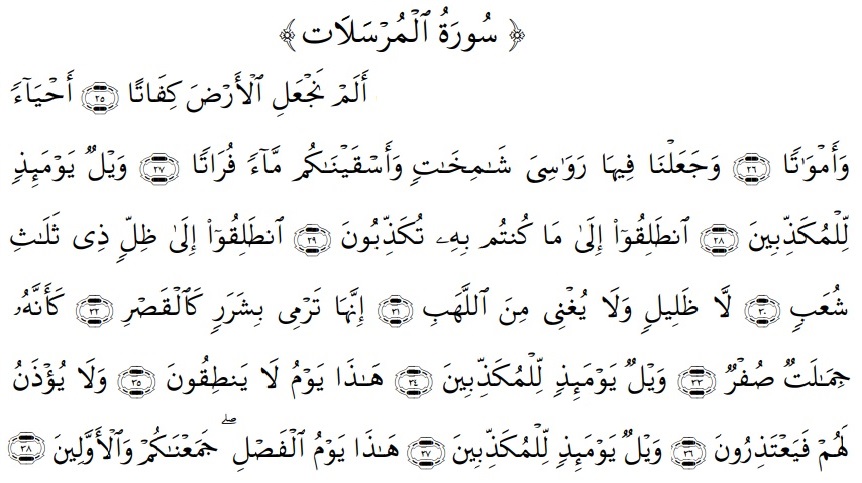 ﴿ سُورَةُ ٱلْمُرْسَلَات ﴾
أَلَمْ نَجْعَلِ ٱلْأَرْضَ كِفَاتًا ٢٥ أَحْيَآءً
وَأَمْوَٰتًا ٢٦ وَجَعَلْنَا فِيهَا رَوَٰسِىَ شَـٰمِخَـٰتٍ وَأَسْقَيْنَـٰكُم مَّآءً فُرَاتًا ٢٧ وَيْلٌ يَوْمَئِذٍ
لِّلْمُكَذِّبِينَ ٢٨ ٱنطَلِقُوٓا۟ إِلَىٰ مَا كُنتُم بِهِۦ تُكَذِّبُونَ ٢٩ ٱنطَلِقُوٓا۟ إِلَىٰ ظِلٍّ ذِى ثَلَـٰثِ
شُعَبٍ ٣٠ لَّا ظَلِيلٍ وَلَا يُغْنِى مِنَ ٱللَّهَبِ ٣١ إِنَّهَا تَرْمِى بِشَرَرٍ كَٱلْقَصْرِ ٣٢ كَأَنَّهُۥ
جِمَـٰلَتٌ صُفْرٌ ٣٣ وَيْلٌ يَوْمَئِذٍ لِّلْمُكَذِّبِينَ ٣٤ هَـٰذَا يَوْمُ لَا يَنطِقُونَ ٣٥ وَلَا يُؤْذَنُ
لَهُمْ فَيَعْتَذِرُونَ ٣٦ وَيْلٌ يَوْمَئِذٍ لِّلْمُكَذِّبِينَ ٣٧ هَـٰذَا يَوْمُ ٱلْفَصْلِ ۖ جَمَعْنَـٰكُمْ وَٱلْأَوَّلِينَ ٣٨